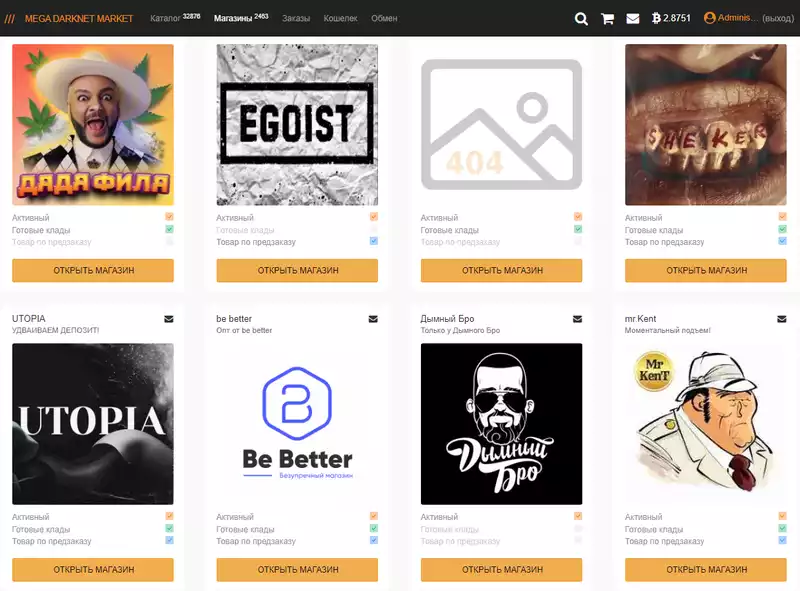 /// MEGA DARKNET MARKET Каталог 32876 Магазины 2463 Заказы Кошелек Обмен 2.8751 Adminis... (выход)
ДЯДЯ ФИЛЯ
EGOIST
404
SHEKER
Активный
Готовые клады
Товар по предзаказу
ОТКРЫТЬ МАГАЗИН
Активный
Готовые клады
Товар по предзаказу
ОТКРЫТЬ МАГАЗИН
Активный
Готовые клады
Товар по предзаказу
ОТКРЫТЬ МАГАЗИН
Активный
Готовые клады
Товар по предзаказу
ОТКРЫТЬ МАГАЗИН
UTOPIA
УДВАИВАЕМ ДЕПОЗИТ!
UTOPIA
Активный
Готовые клады
Товар по предзаказу
ОТКРЫТЬ МАГАЗИН
be better
Опт от be better
Be Better
Безупречный магазин
Активный
Готовые клады
Товар по предзаказу
ОТКРЫТЬ МАГАЗИН
Дымный Бро
Только у Дымного Бро
Дымный
Бро
Активный
Готовые клады
Товар по предзаказу
ОТКРЫТЬ МАГАЗИН
mr.Kent
Моментальный подъем!
Mr
KenT
Активный
Готовые клады
Товар по предзаказу
ОТКРЫТЬ МАГАЗИН